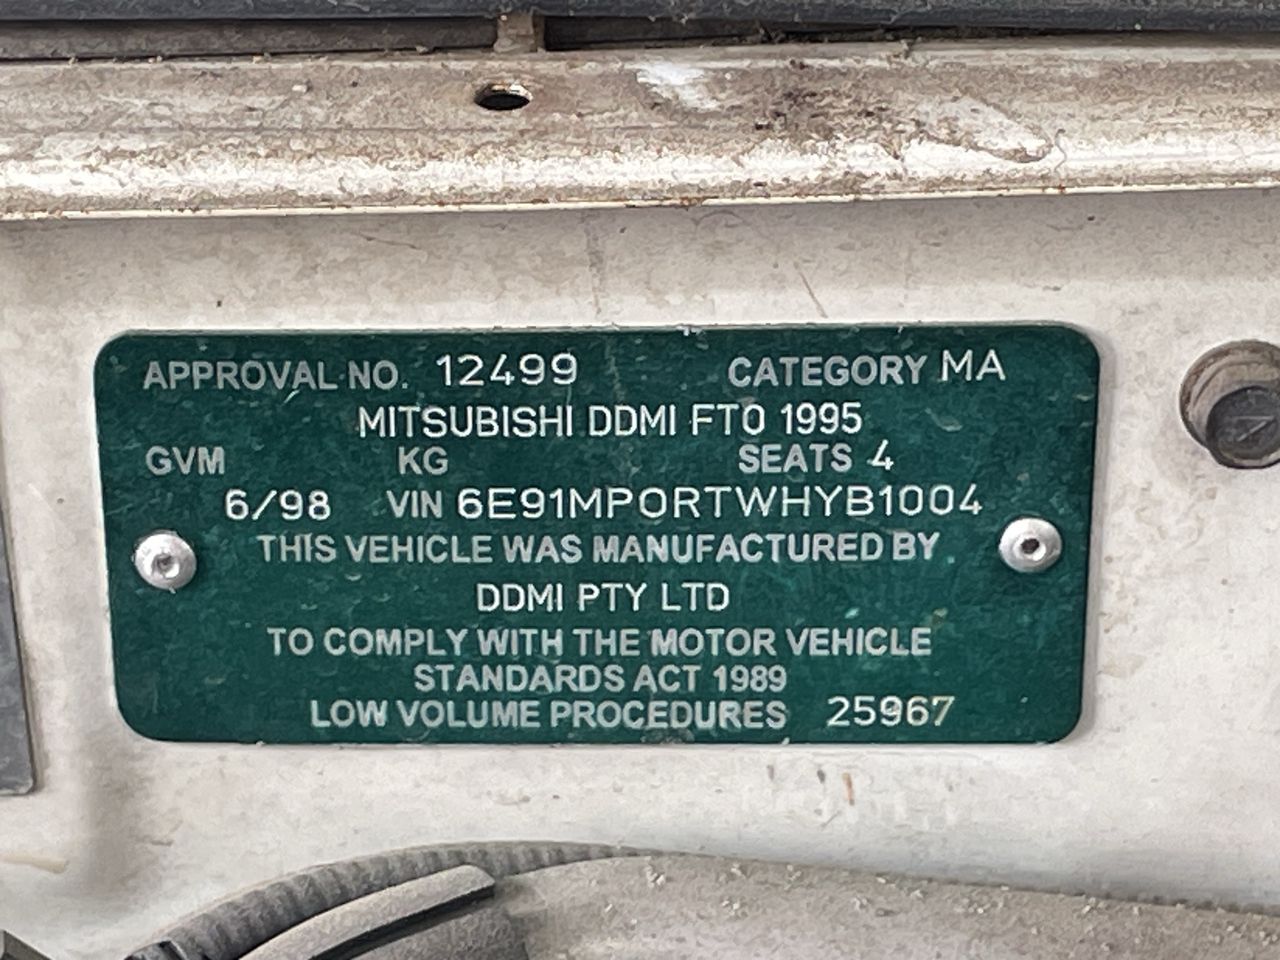 APPROVAL NO. 12499 CATEGORY MA
MITSUBISHI DDMI FTO 1995
GVM KG SEATS 4
6/98 VIN 6E91MPORTWHYB1004
THIS VEHICLE WAS MANUFACTURED BY
DDMI PTY LTD
TO COMPLY WITH THE MOTOR VEHICLE
STANDARDS ACT 1989
LOW VOLUME PROCEDURES 25967